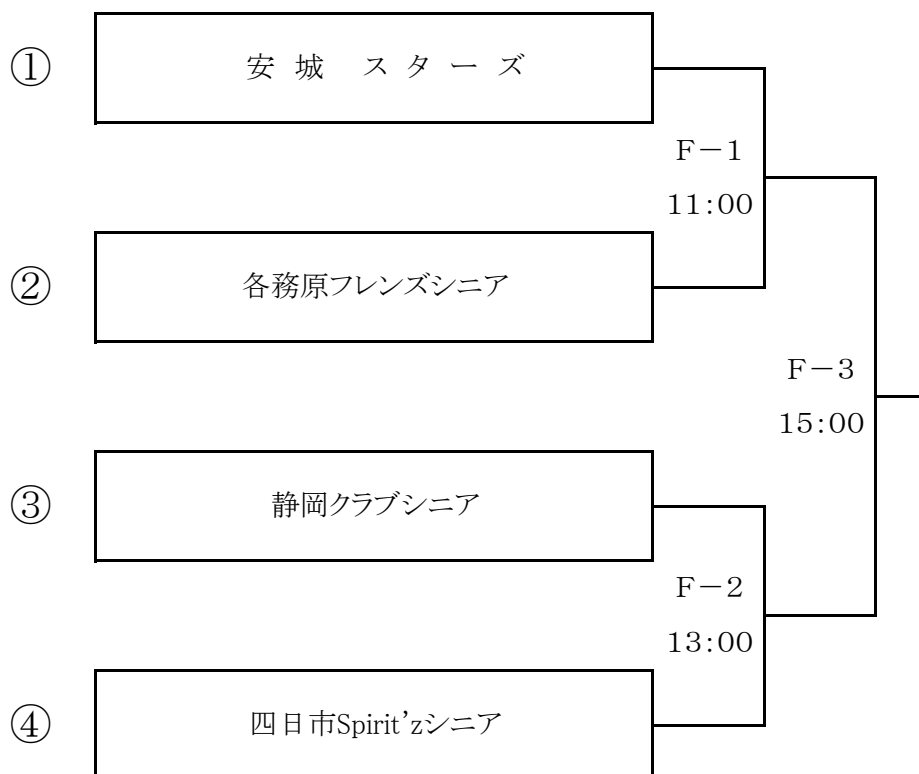 ① 安城 スターズ
F－1
11:00
② 各務原フレンズシニア
F－3
15:00
③ 静岡クラブシニア
F－2
13:00
④ 四日市Spirit’zシニア